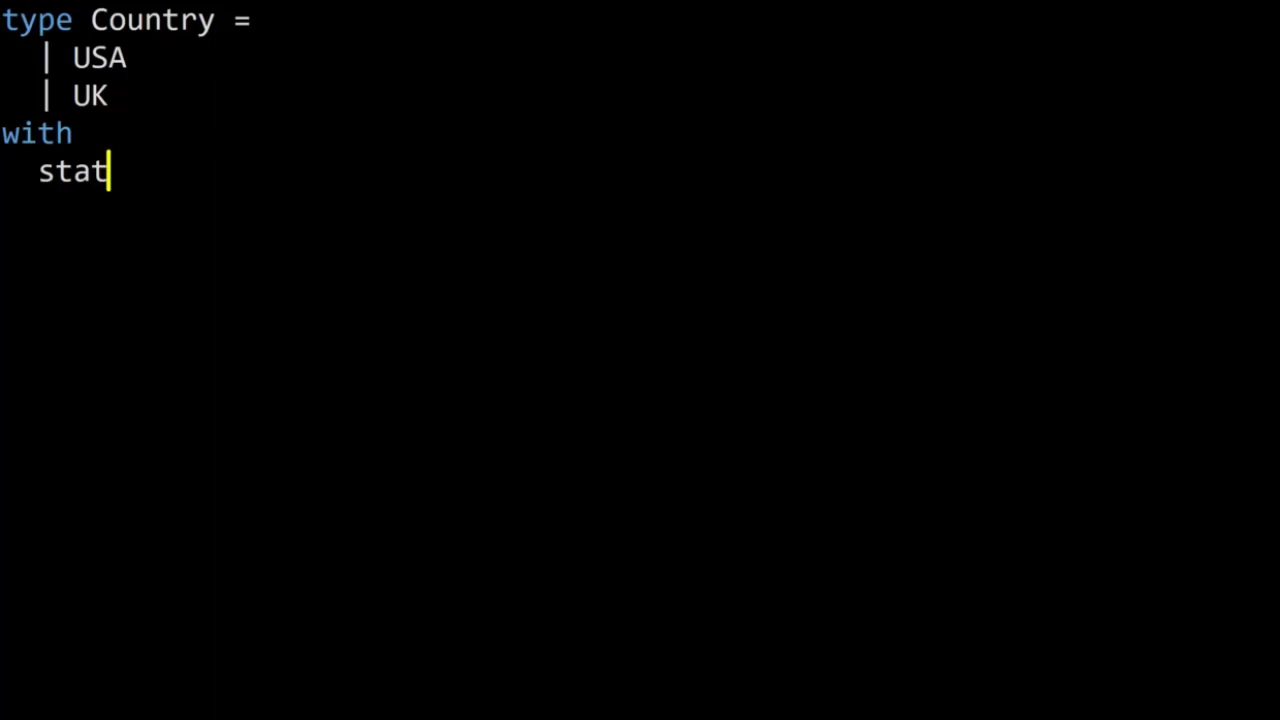 type Country =
  | USA
  | UK
with
  stat